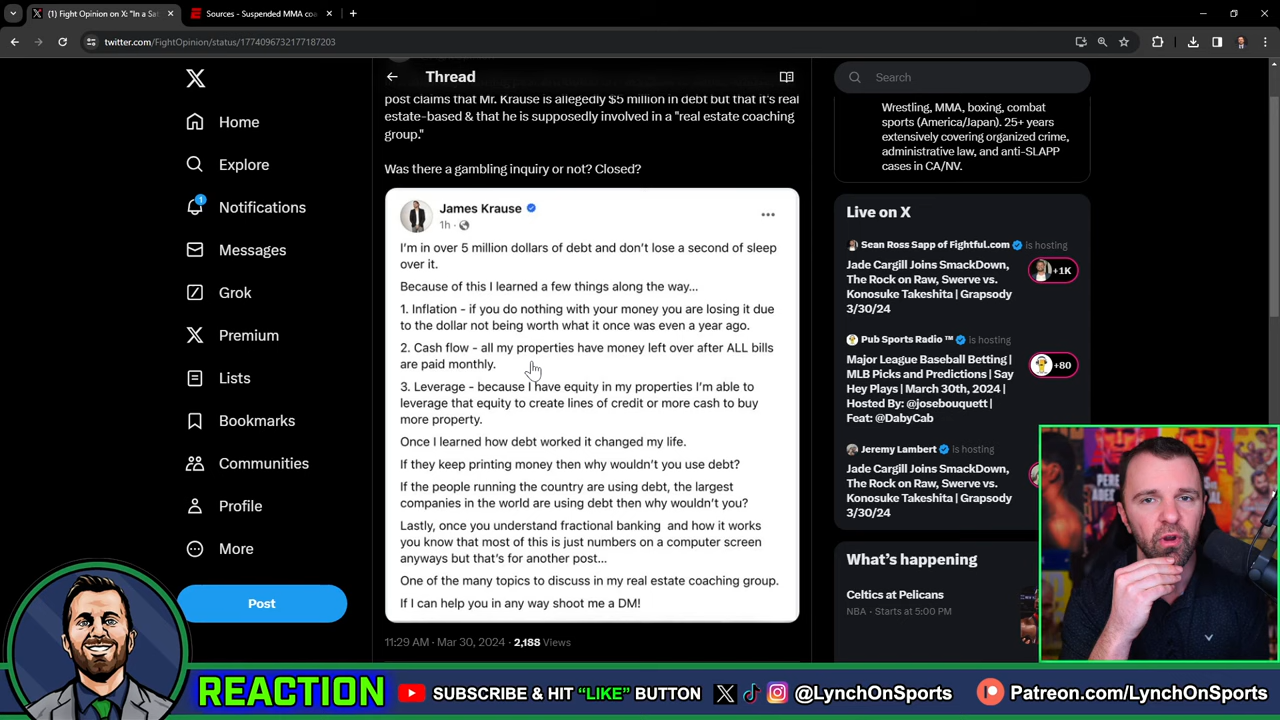 (1) Fight Opinion on X: "In a Sat
Sources - Suspended MMA coa
twitter.com/FightOpinion/status/1774096732177187203
Home
Explore
1
Notifications
Messages
Grok
Premium
Lists
Bookmarks
Communities
Profile
More
Post
Thread
post claims that Mr. Krause is allegedly $5 million in debt but that it's real
estate-based & that he is supposedly involved in a "real estate coaching
group."
Was there a gambling inquiry or not? Closed?
James Krause
1h
I'm in over 5 million dollars of debt and don't lose a second of sleep
over it.
Because of this I learned a few things along the way...
1. Inflation - if you do nothing with your money you are losing it due
to the dollar not being worth what it once was even a year ago.
2. Cash flow - all my properties have money left over after ALL bills
are paid monthly.
3. Leverage - because I have equity in my properties I'm able to
leverage that equity to create lines of credit or more cash to buy
more property.
Once I learned how debt worked it changed my life.
If they keep printing money then why wouldn't you use debt?
If the people running the country are using debt, the largest
companies in the world are using debt then why wouldn't you?
Lastly, once you understand fractional banking and how it works
you know that most of this is just numbers on a computer screen
anyways but that's for another post...
One of the many topics to discuss in my real estate coaching group.
If I can help you in any way shoot me a DM!
11:29 AM · Mar 30, 2024 · 2,188 Views
Search
Wrestling, MMA, boxing, combat
sports (America/Japan). 25+ years
extensively covering organized crime,
administrative law, and anti-SLAPP
cases in CA/NV.
Live on X
Sean Ross Sapp of Fightful.com is hosting
Jade Cargill Joins SmackDown,
The Rock on Raw, Swerve vs.
Konosuke Takeshita | Grapsody
3/30/24
+1K
Pub Sports Radio ™ is hosting
Major League Baseball Betting |
MLB Picks and Predictions | Say
Hey Plays | March 30th, 2024 |
Hosted By: @josebouquett |
Feat: @DabyCab
+80
Jeremy Lambert is hosting
Jade Cargill Joins SmackDown,
The Rock on Raw, Swerve vs.
Konosuke Takeshita | Grapsody
3/30/24
What's happening
Celtics at Pelicans
NBA · Starts at 5:00 PM
REACTION
SUBSCRIBE & HIT "LIKE" BUTTON
@LynchOnSports
Patreon.com/LynchOnSports